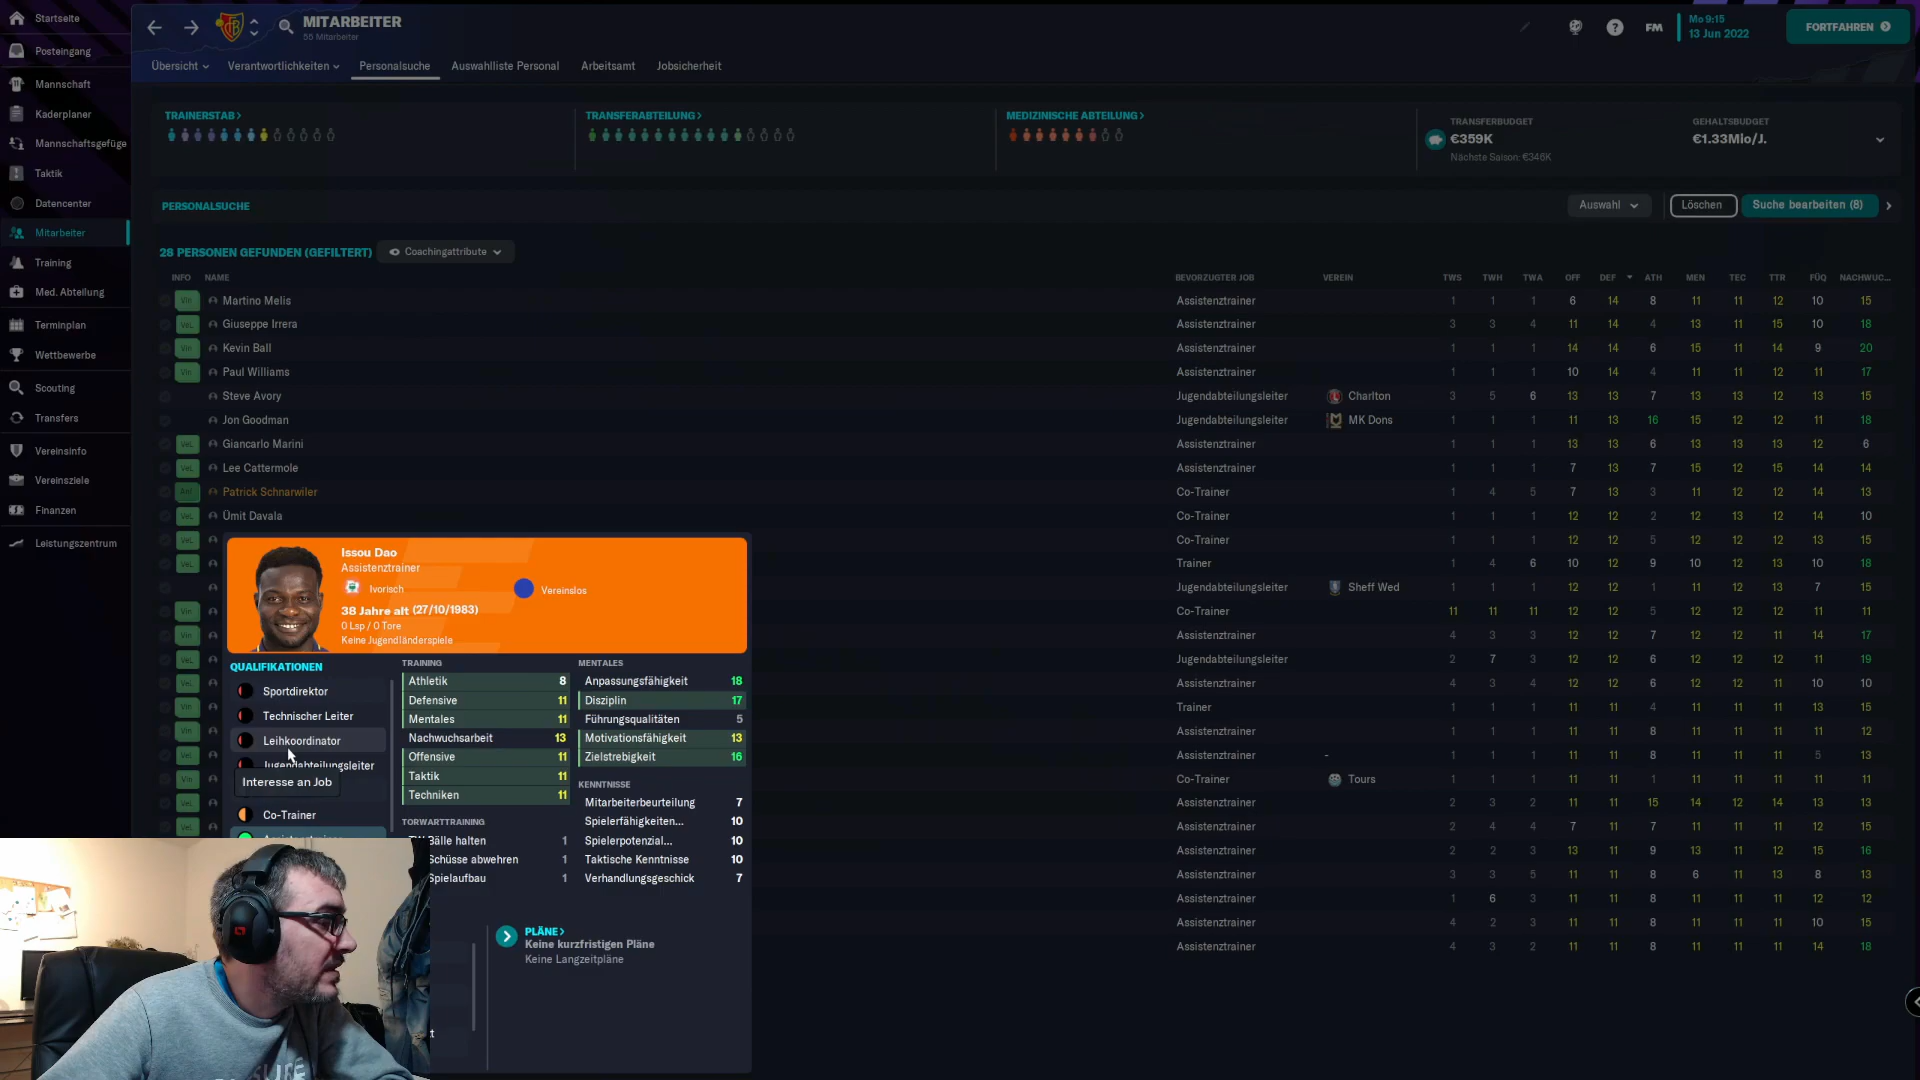 Startseite
Posteingang
Mannschaft
Kaderplaner
Mannschaftsgefüge
Taktik
Datencenter
Mitarbeiter
Training
Med. Abteilung
Terminplan
Wettbewerbe
Scouting
Transfers
Vereinsinfo
Vereinsziele
Finanzen
Leistungszentrum
MITARBEITER
55 Mitarbeiter
FM
Mo 9:15
13 Jun 2022
FORTFAHREN
Übersicht Verantwortlichkeiten Personalsuche Auswahlliste Personal Arbeitsamt Jobsicherheit
TRAINERSTAB>
TRANSFERABTEILUNG>
MEDIZINISCHE ABTEILUNG>
TRANSFERBUDGET
€359K
Nächste Saison: €346K
GEHALTSBUDGET
€1.33Mio/J.
PERSONALSUCHE
Auswahl Löschen Suche bearbeiten (8)
28 PERSONEN GEFUNDEN (GEFILTERT) Coachingattribute
INFO NAME BEVORZUGTER JOB VEREIN TWS TWH TWA OFF DEF ATH MEN TEC TTR FÜQ NACHWUC...
Vin Martino Melis Assistenztrainer 1 1 1 6 14 8 11 11 12 10 15
VeL Giuseppe Irrera Assistenztrainer 3 3 4 11 14 4 13 11 15 10 18
Vin Kevin Ball Assistenztrainer 1 1 1 14 14 6 15 11 14 9 20
Vin Paul Williams Assistenztrainer 1 1 1 10 14 4 11 11 12 11 17
Steve Avory Jugendabteilungsleiter Charlton 3 5 6 13 13 7 13 13 12 13 15
Jon Goodman Jugendabteilungsleiter MK Dons 1 1 1 11 13 16 15 12 12 11 18
VeL Giancarlo Marini Assistenztrainer 1 1 1 13 13 6 13 13 13 12 6
VeL Lee Cattermole Assistenztrainer 1 1 1 7 13 7 15 12 15 14 14
Patrick Schnarwiler Co-Trainer 1 4 5 7 13 3 11 12 12 14 13
VeL Ümit Davala Co-Trainer 1 1 1 12 12 2 12 13 12 14 10
VeL Co-Trainer 1 1 1 12 12 5 12 12 12 13 15
VeL Trainer 1 4 6 10 12 9 10 12 13 10 18
Jugendabteilungsleiter Sheff Wed 1 1 1 12 12 1 11 12 13 7 15
Vin Co-Trainer 11 11 11 12 12 5 12 12 12 11 11
Vin Assistenztrainer 4 3 3 12 12 7 12 12 11 14 17
VeL Jugendabteilungsleiter 2 7 3 12 12 6 12 12 11 11 19
VeL Assistenztrainer 4 3 4 12 12 6 12 12 11 10 10
Vin Trainer 1 1 1 11 11 4 11 11 11 13 15
Vin Assistenztrainer 1 1 1 11 11 8 11 11 11 11 12
VeL Assistenztrainer - 1 1 1 11 11 8 11 11 11 5 13
Vin Co-Trainer Tours 1 1 1 11 11 1 11 11 11 11 11
VeL Assistenztrainer 2 3 2 11 11 15 14 12 14 13 13
VeL Assistenztrainer 2 4 4 7 11 7 11 11 11 12 15
Assistenztrainer 2 2 3 13 11 9 13 11 12 15 16
Assistenztrainer 3 3 5 11 11 8 6 11 13 8 13
Assistenztrainer 1 6 3 11 11 8 11 11 11 12 12
Assistenztrainer 4 2 3 11 11 8 11 11 11 10 15
Assistenztrainer 4 3 2 11 11 8 11 11 11 14 18
Issou Dao
Assistenztrainer
Ivorisch
Vereinslos
38 Jahre alt (27/10/1983)
0 Lsp / 0 Tore
Keine Jugendländerspiele
QUALIFIKATIONEN
Sportdirektor
Technischer Leiter
Leihkoordinator
Jugendabteilungsleiter
Interesse an Job
Co-Trainer
TRAINING
Athletik 8
Defensive 11
Mentales 11
Nachwuchsarbeit 13
Offensive 11
Taktik 11
Techniken 11
TORWARTTRAINING
Bälle halten 1
Schüsse abwehren 1
Spielaufbau 1
MENTALES
Anpassungsfähigkeit 18
Disziplin 17
Führungsqualitäten 5
Motivationsfähigkeit 13
Zielstrebigkeit 16
KENNTNISSE
Mitarbeiterbeurteilung 7
Spielerfähigkeiten... 10
Spielerpotenzial... 10
Taktische Kenntnisse 10
Verhandlungsgeschick 7
PLÄNE>
Keine kurzfristigen Pläne
Keine Langzeitpläne